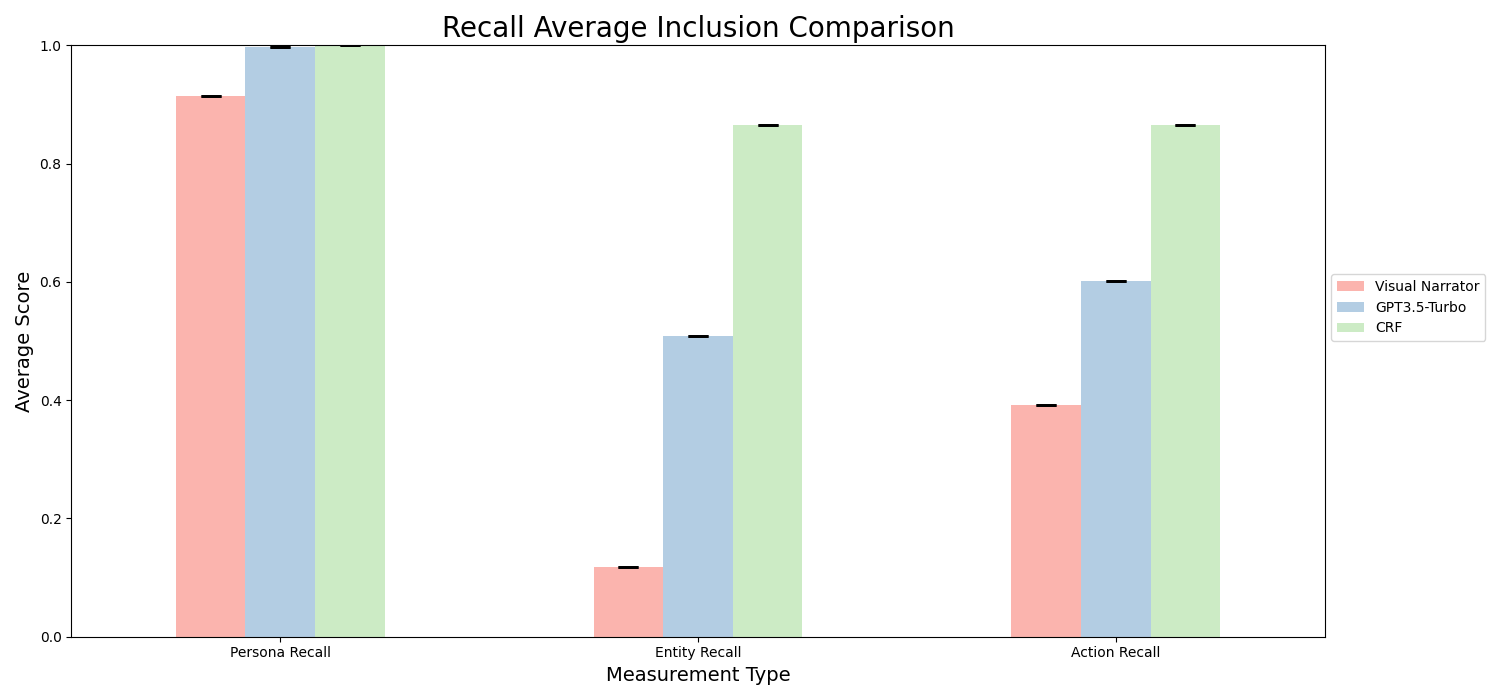 Recall Average Inclusion Comparison
Average Score
1.0
0.8
0.6
0.4
0.2
0.0
Persona Recall
Entity Recall
Action Recall
Measurement Type
Visual Narrator
GPT3.5-Turbo
CRF